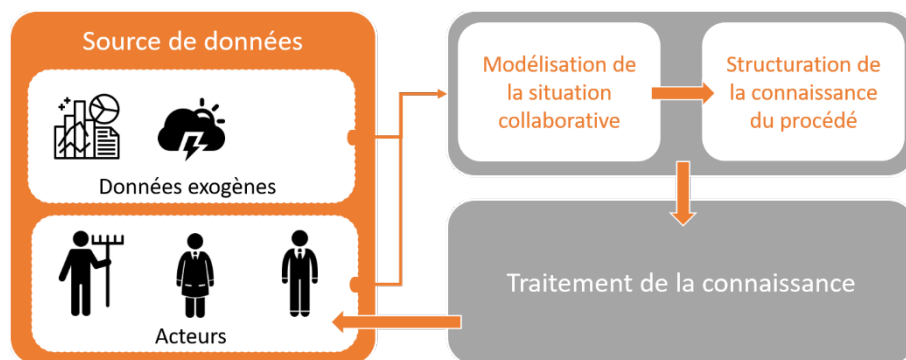 Source de données
Données exogènes
Acteurs
Modélisation de
la situation
collaborative
Structuration de
la connaissance
du procédé
Traitement de la connaissance